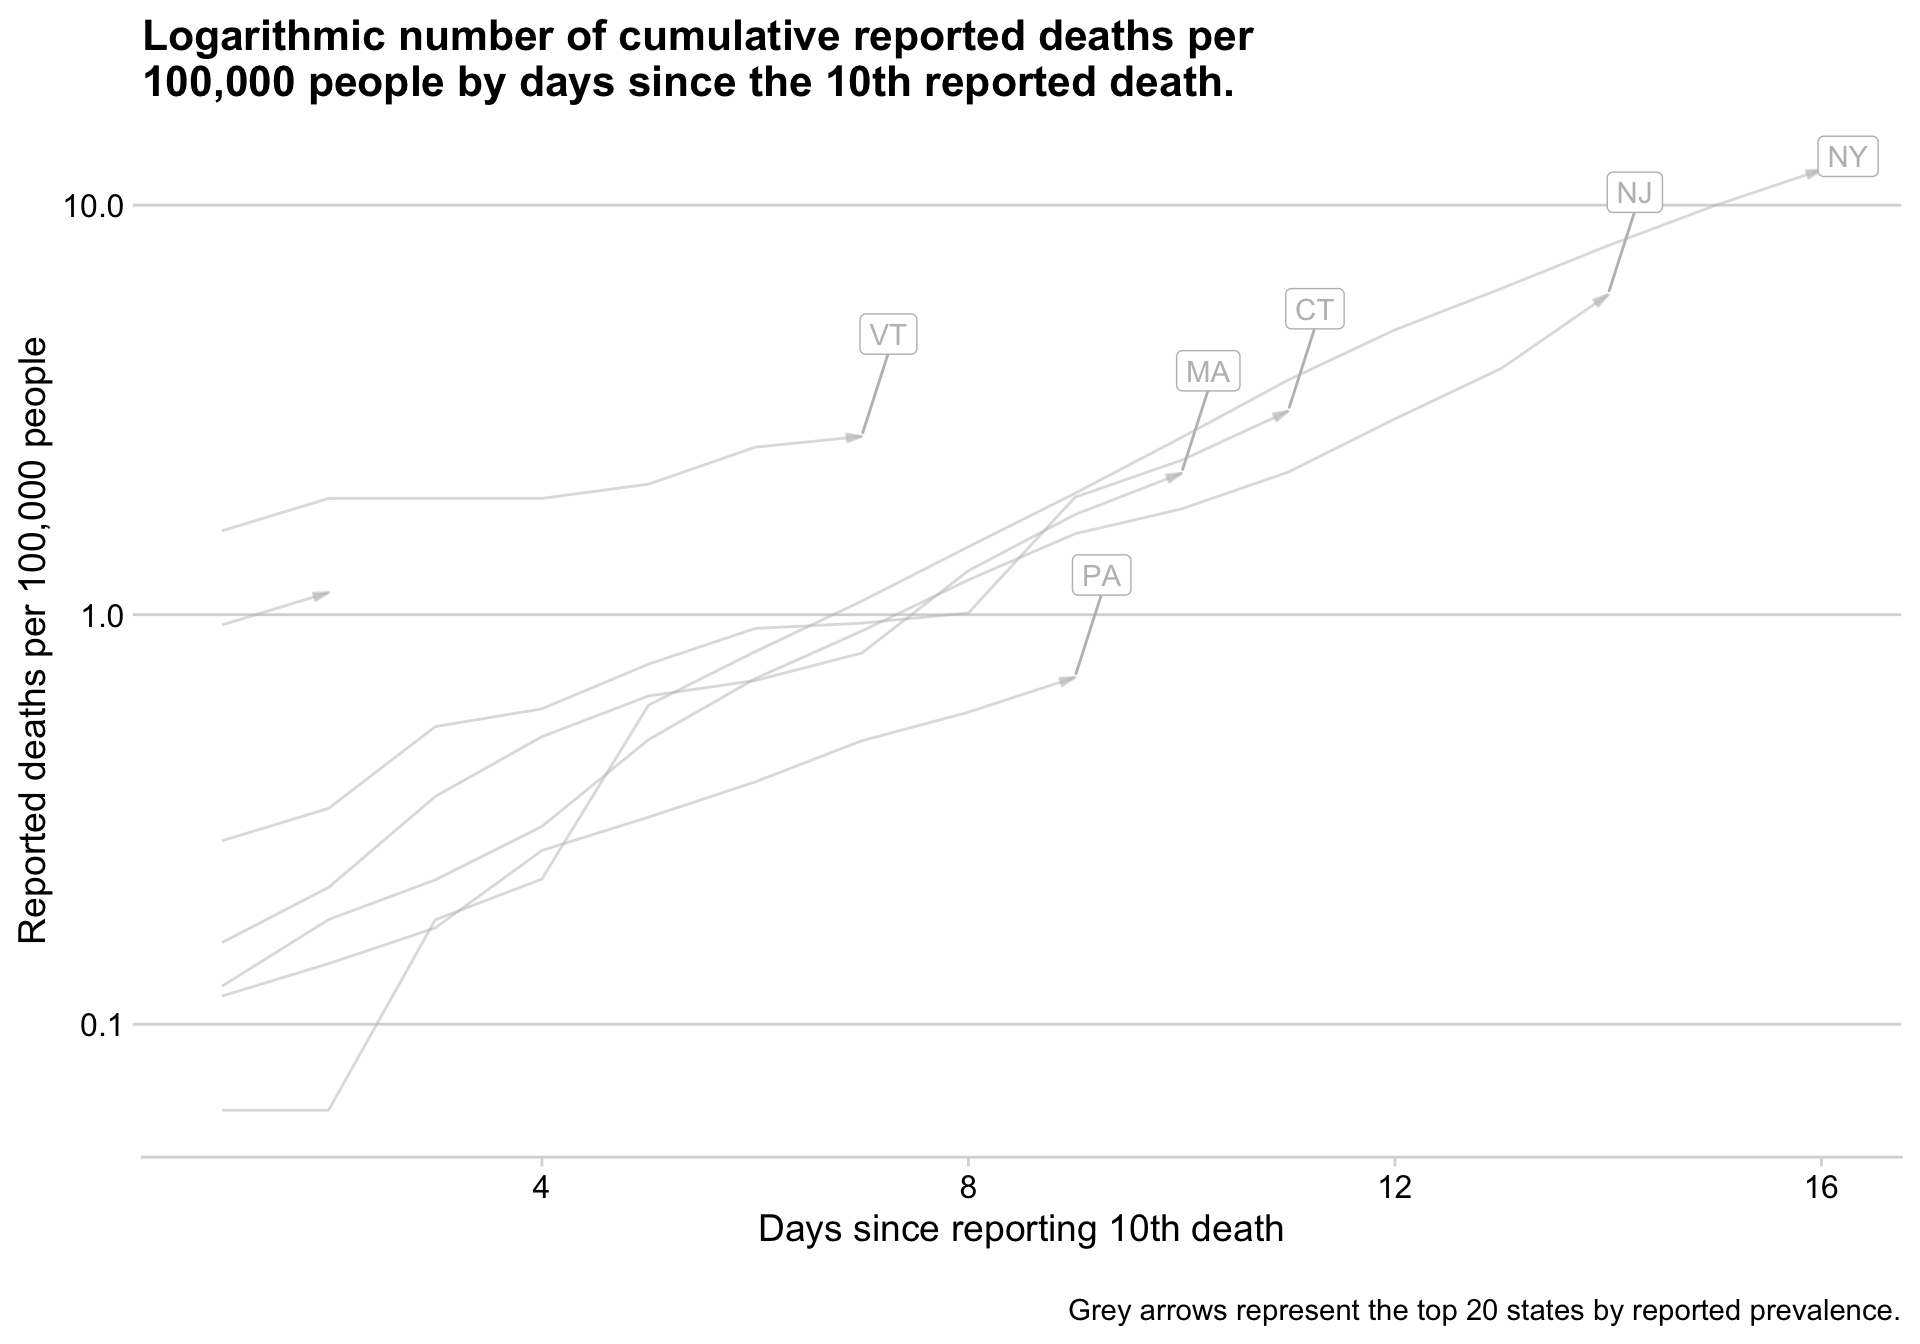 Logarithmic number of cumulative reported deaths per
100,000 people by days since the 10th reported death.
NY
10.0
NJ
CT
VT
MA
PA
1.0
0.1
Reported deaths per 100,000 people
4
8
12
16
Days since reporting 10th death
Grey arrows represent the top 20 states by reported prevalence.